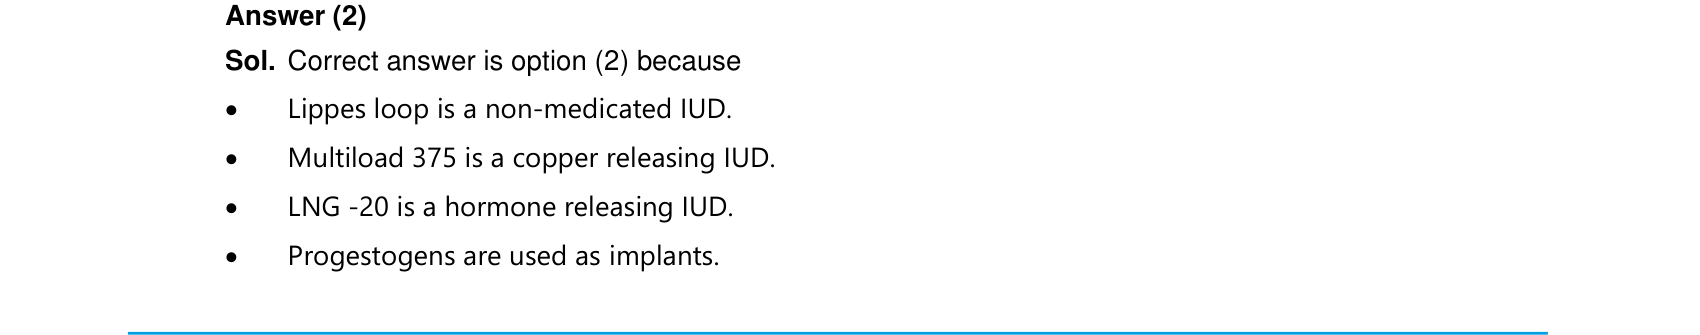 Answer (2)
Sol. Correct answer is option (2) because
• Lippes loop is a non-medicated IUD.
• Multiload 375 is a copper releasing IUD.
• LNG -20 is a hormone releasing IUD.
• Progestogens are used as implants.